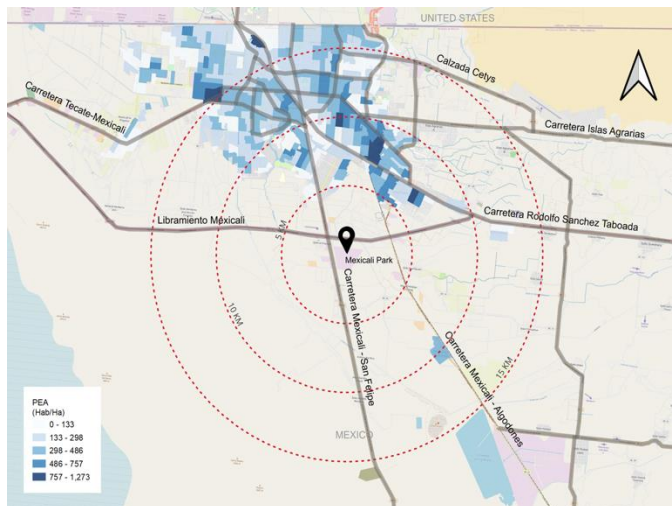 UNITED STATES
Calzada Cetys
Carretera Tecate-Mexicali
Carretera Islas Agrarias
Libramiento Mexicali
5 KM
Carretera Rodolfo Sanchez Taboada
Mexicali Park
10 KM
Carretera Mexicali - San Felipe
Carretera Mexicali - Algodones
15 KM
PEA
(Hab/Ha)
0 - 133
133 - 298
298 - 486
486 - 757
757 - 1,273
MEXICO